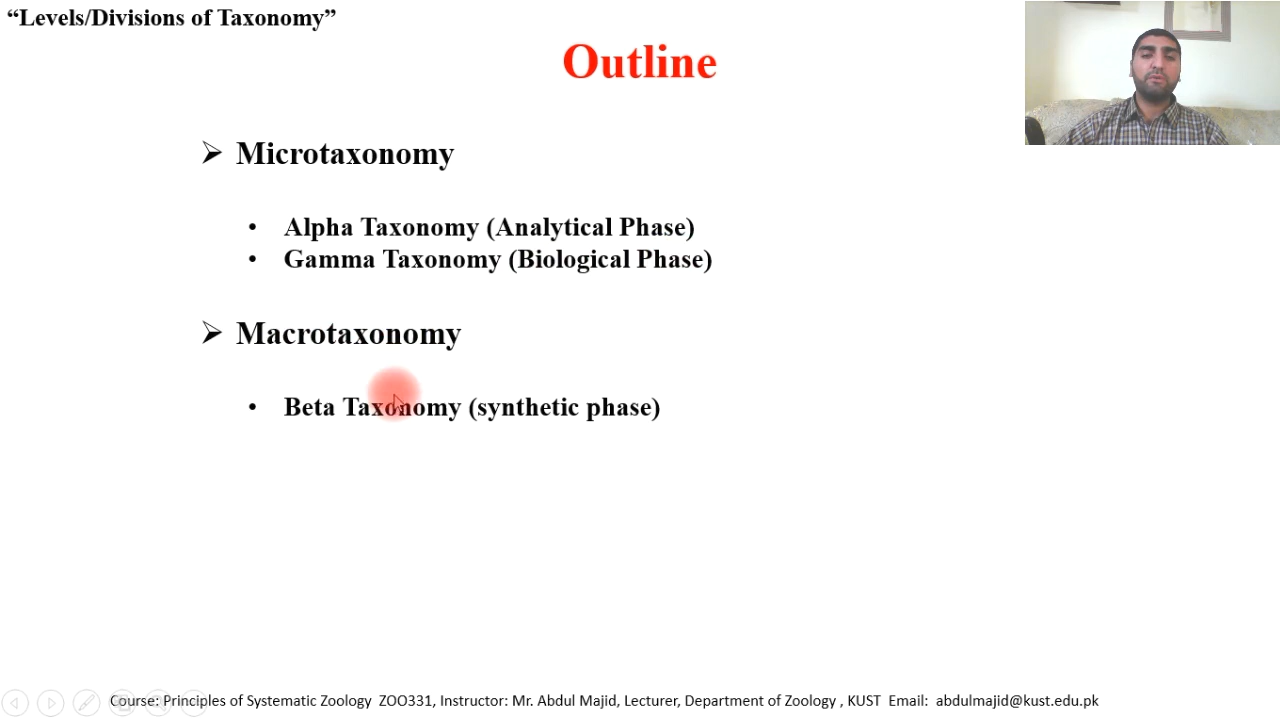 “Levels/Divisions of Taxonomy”
Outline
➢ Microtaxonomy
• Alpha Taxonomy (Analytical Phase)
• Gamma Taxonomy (Biological Phase)
➢ Macrotaxonomy
• Beta Taxonomy (synthetic phase)
Course: Principles of Systematic Zoology ZOO331, Instructor: Mr. Abdul Majid, Lecturer, Department of Zoology , KUST Email: abdulmajid@kust.edu.pk